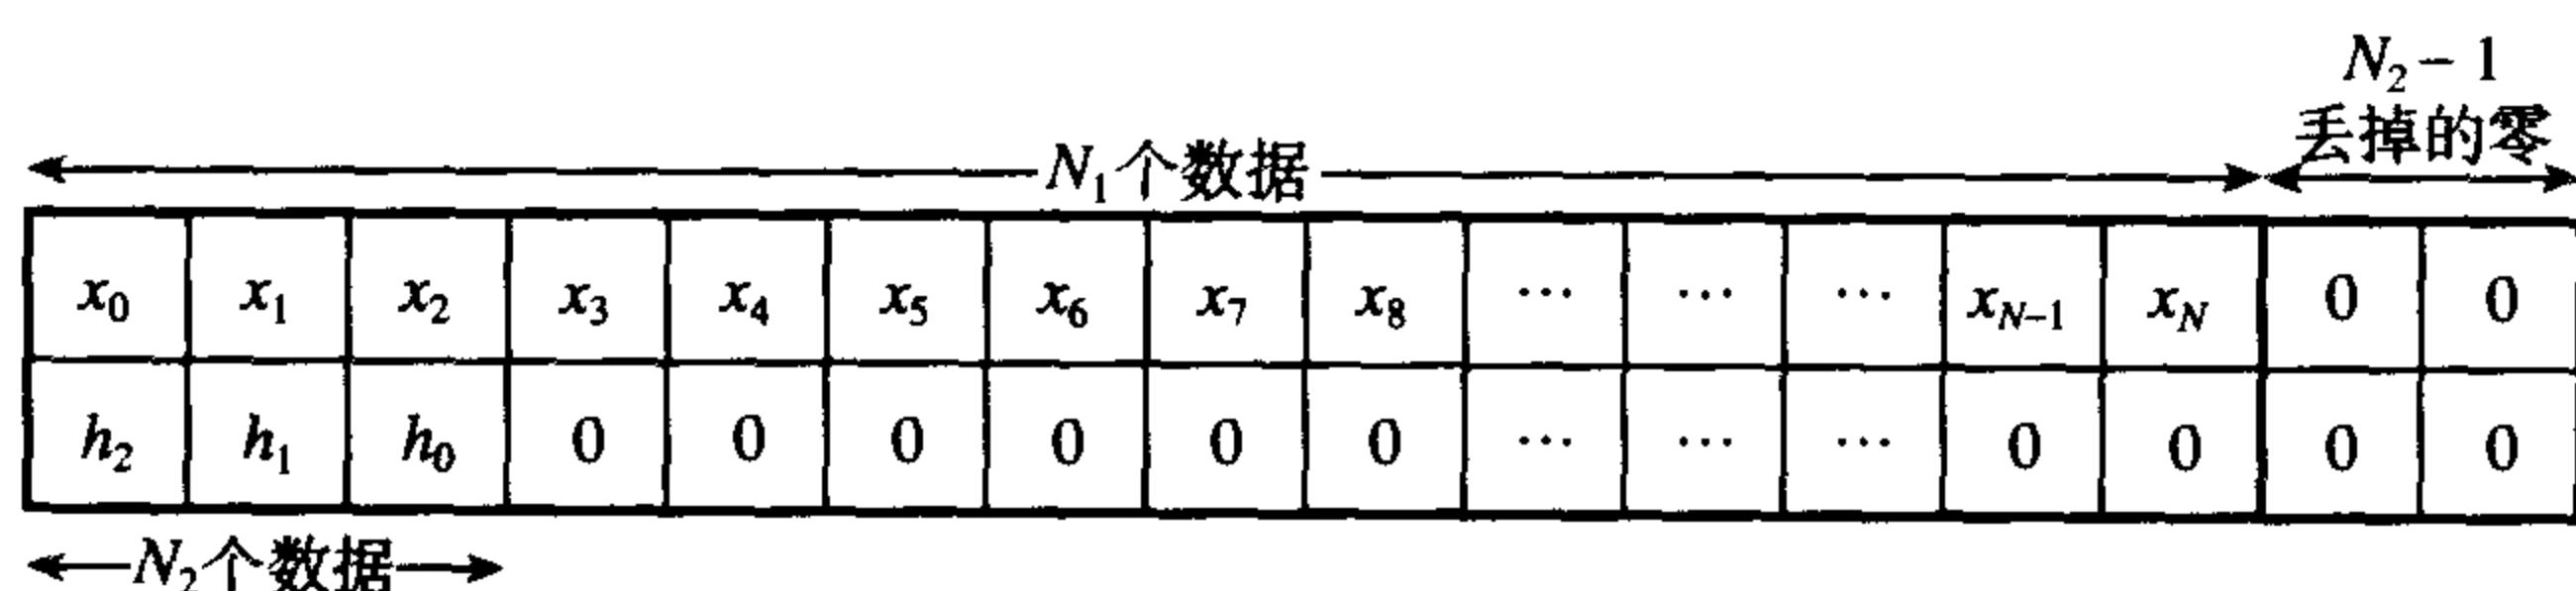 N₂ − 1
丢掉的零
N₁个数据
x₀ x₁ x₂ x₃ x₄ x₅ x₆ x₇ x₈ ··· ··· ··· x_{N−1} x_N 0 0
h₂ h₁ h₀ 0 0 0 0 0 0 ··· ··· ··· 0 0 0 0
N₂个数据